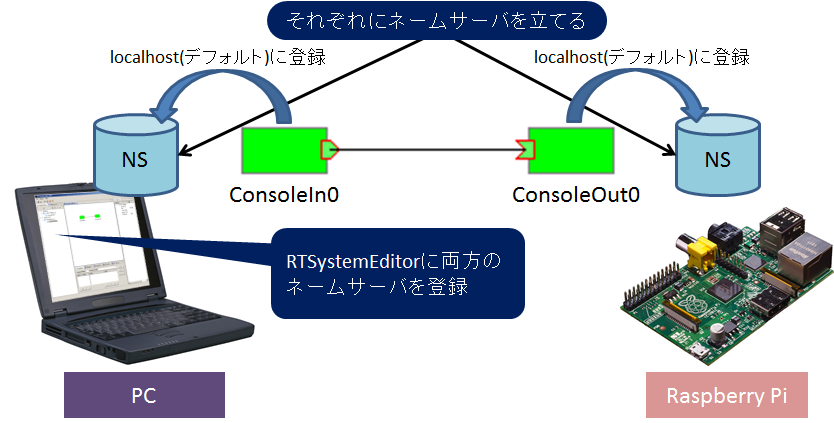 それぞれにネームサーバを立てる
localhost(デフォルト)に登録
localhost(デフォルト)に登録
NS
NS
ConsoleIn0
ConsoleOut0
RTSystemEditorに両方の
ネームサーバを登録
PC
Raspberry Pi